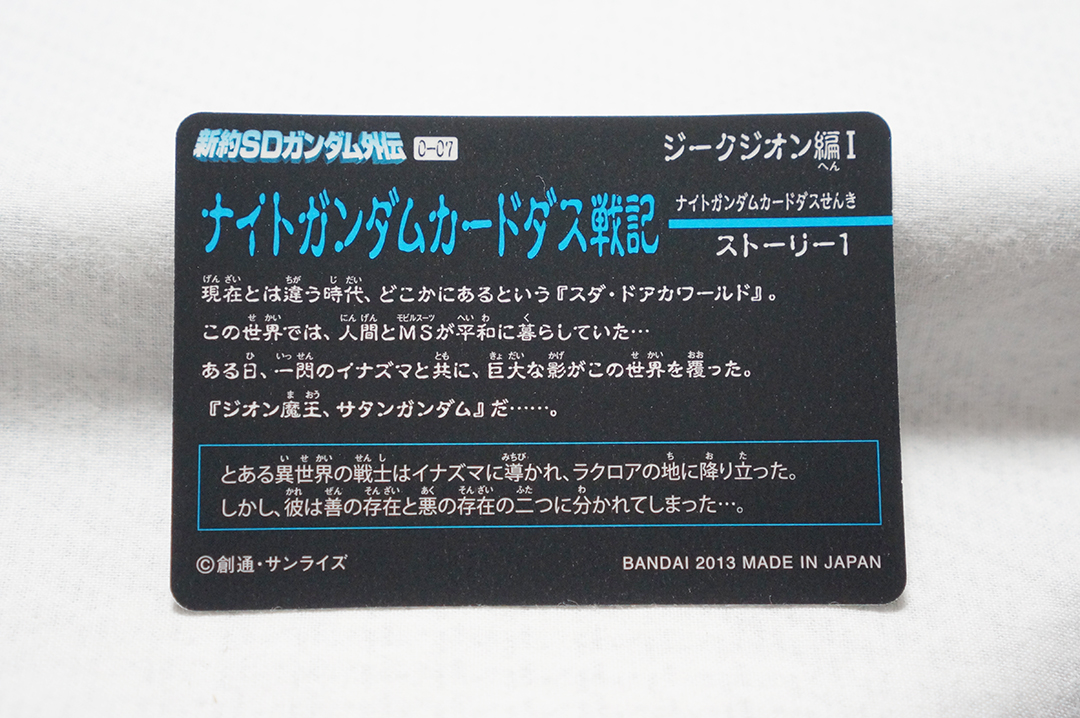 新約SDガンダム外伝 0-07
ジークジオン編Ⅰ
へん
ナイトガンダムカードダス戦記
ナイトガンダムカードダスせんき
ストーリー1
げんざい ちが じだい
現在とは違う時代、どこかにあるという『スダ・ドアカワールド』。
せかい にんげん モビルスーツ へいわ く
この世界では、人間とMSが平和に暮らしていた…
ひ いっせん とも きょだい かげ せかい おお
ある日、一閃のイナズマと共に、巨大な影がこの世界を覆った。
まおう
『ジオン魔王、サタンガンダム』だ……。
いせかい せんし みちび ち お た
とある異世界の戦士はイナズマに導かれ、ラクロアの地に降り立った。
かれ ぜん そんざい あく そんざい ふた わ
しかし、彼は善の存在と悪の存在の二つに分かれてしまった…。
©創通・サンライズ
BANDAI 2013 MADE IN JAPAN